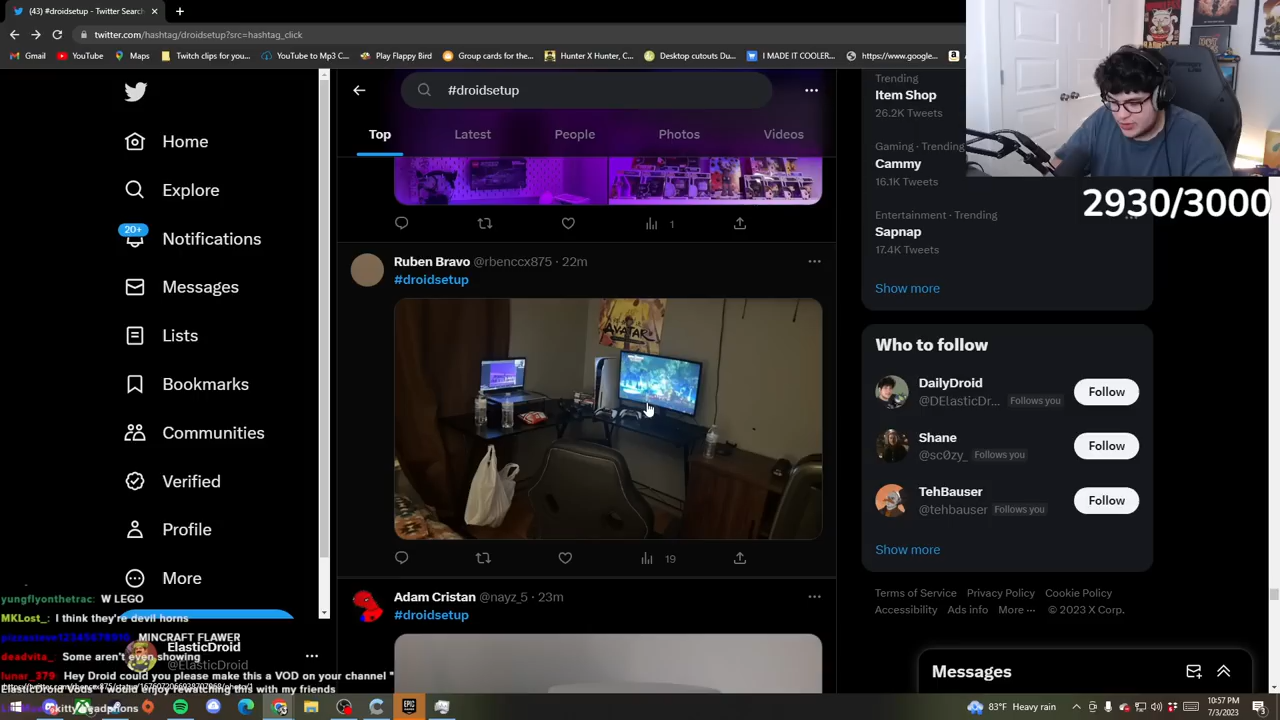 (43) #droidsetup - Twitter Search
twitter.com/hashtag/droidsetup?src=hashtag_click
Gmail
YouTube
Maps
Twitch clips for you...
YouTube to Mp3 C...
Play Flappy Bird
Group cards for the...
Hunter X Hunter, C...
Desktop cutouts Du...
I MADE IT COOLER...
https://www.google...
#droidsetup
Top
Latest
People
Photos
Videos
Home
Explore
20+
Notifications
Messages
Lists
Bookmarks
Communities
Verified
Profile
More
ElasticDroid
@ElasticDroid
1
Ruben Bravo @rbenccx875 · 22m
#droidsetup
AVATAR
19
Adam Cristan @nayz_5 · 23m
#droidsetup
Trending
Item Shop
26.2K Tweets
Gaming · Trending
Cammy
16.1K Tweets
Entertainment · Trending
Sapnap
17.4K Tweets
Show more
2930/3000
Who to follow
DailyDroid
@DElasticDr... Follows you
Follow
Shane
@sc0zy_ Follows you
Follow
TehBauser
@tehbauser Follows you
Follow
Show more
Terms of Service Privacy Policy Cookie Policy
Accessibility Ads info More ··· © 2023 X Corp.
Messages
yungflyonthetrac: W LEGO
MKLost_: I think they're devil horns
MINCRAFT FLAWER
deadvita_: Some aren't even showing
lunar_379: Hey Droid could you please make this a VOD on your channel "
ElasticDroid
enjoy rewatching this with my friends
83°F Heavy rain
10:57 PM
7/3/2023